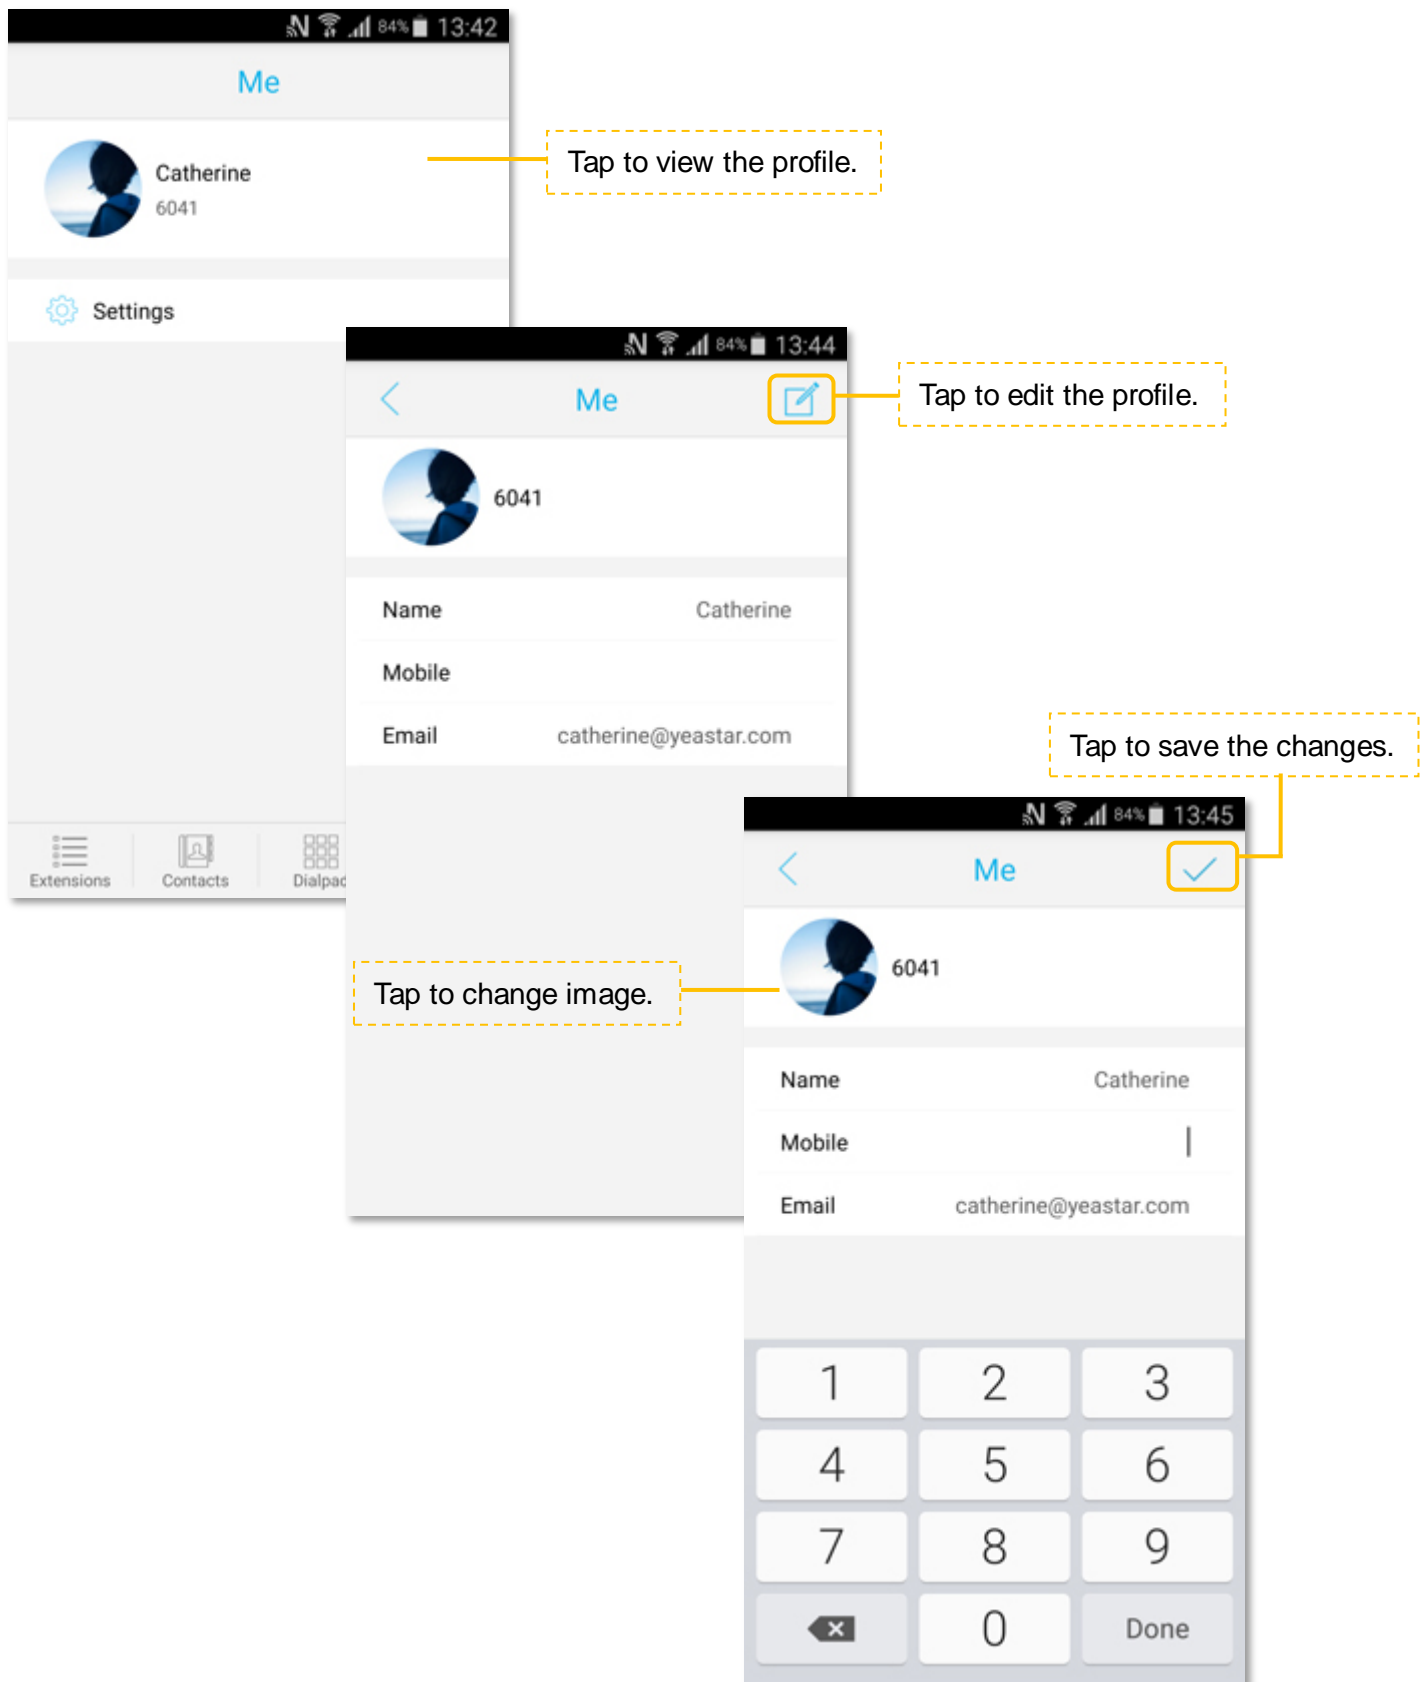 84% 13:42
Me
Catherine
6041
Tap to view the profile.
Settings
84% 13:44
Me
Tap to edit the profile.
6041
Name Catherine
Mobile
Email catherine@yeastar.com
Extensions Contacts Dialpad
Tap to save the changes.
84% 13:45
Me
6041
Tap to change image.
Name Catherine
Mobile
Email catherine@yeastar.com
1 2 3
4 5 6
7 8 9
0 Done